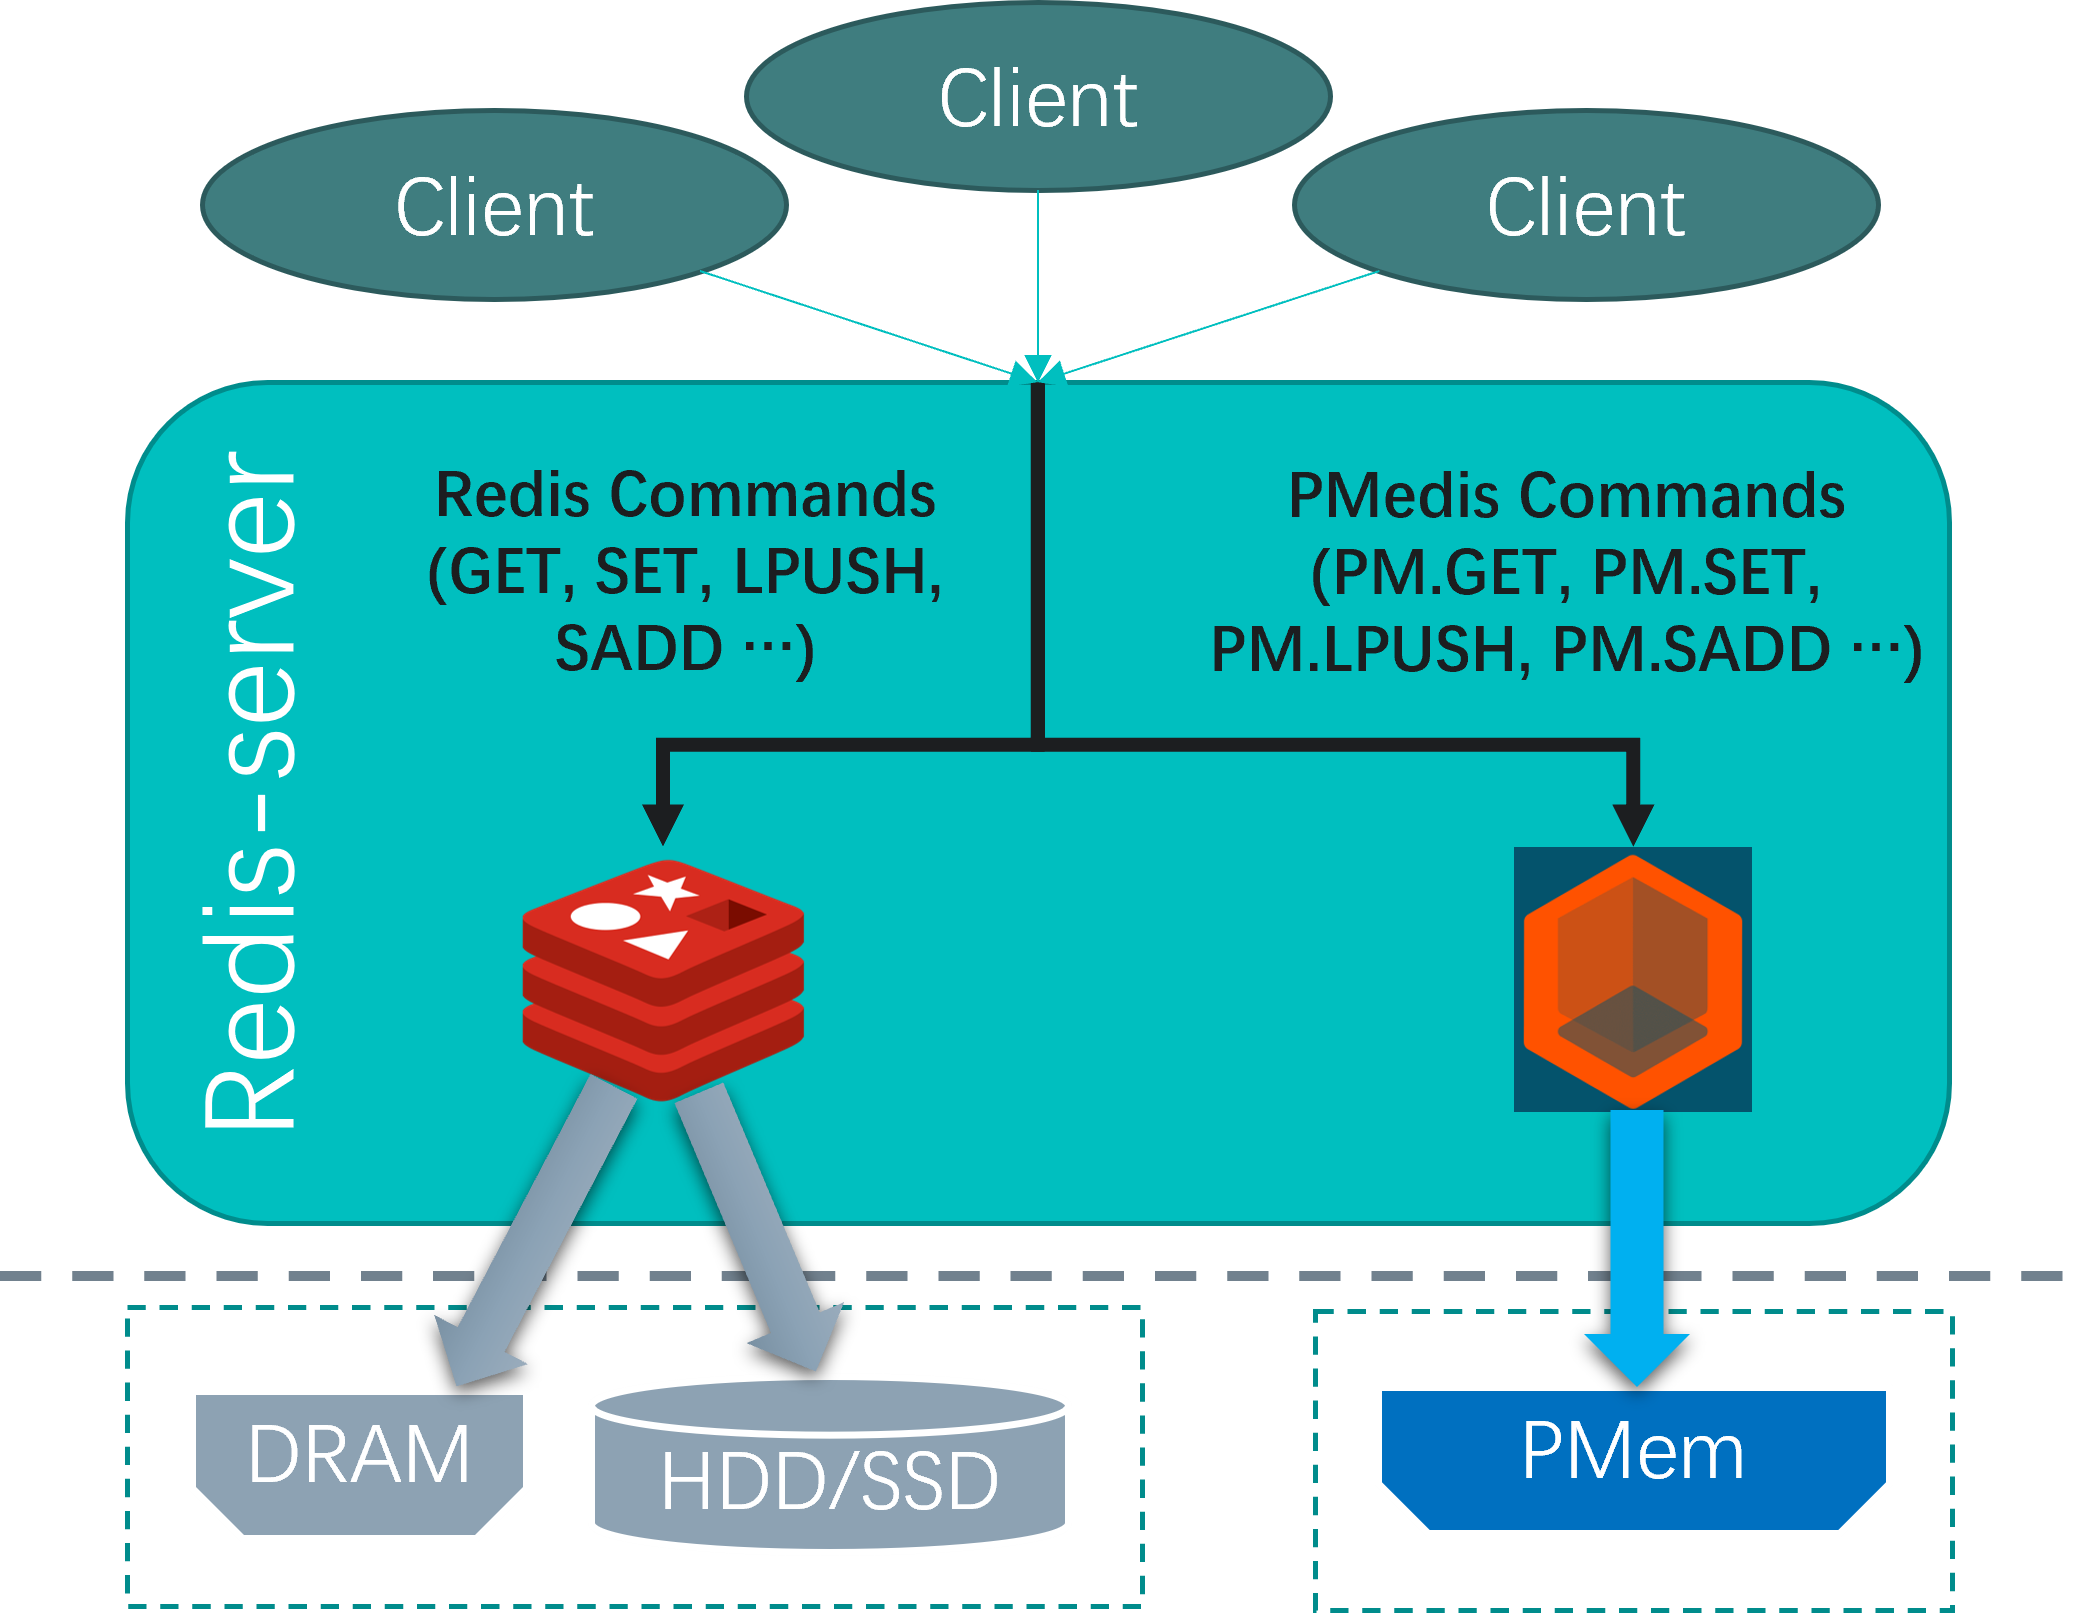 Client
Client
Client
Redis-server
Redis Commands
(GET, SET, LPUSH,
SADD ⋯)
PMedis Commands
(PM.GET, PM.SET,
PM.LPUSH, PM.SADD ⋯)
DRAM
HDD/SSD
PMem